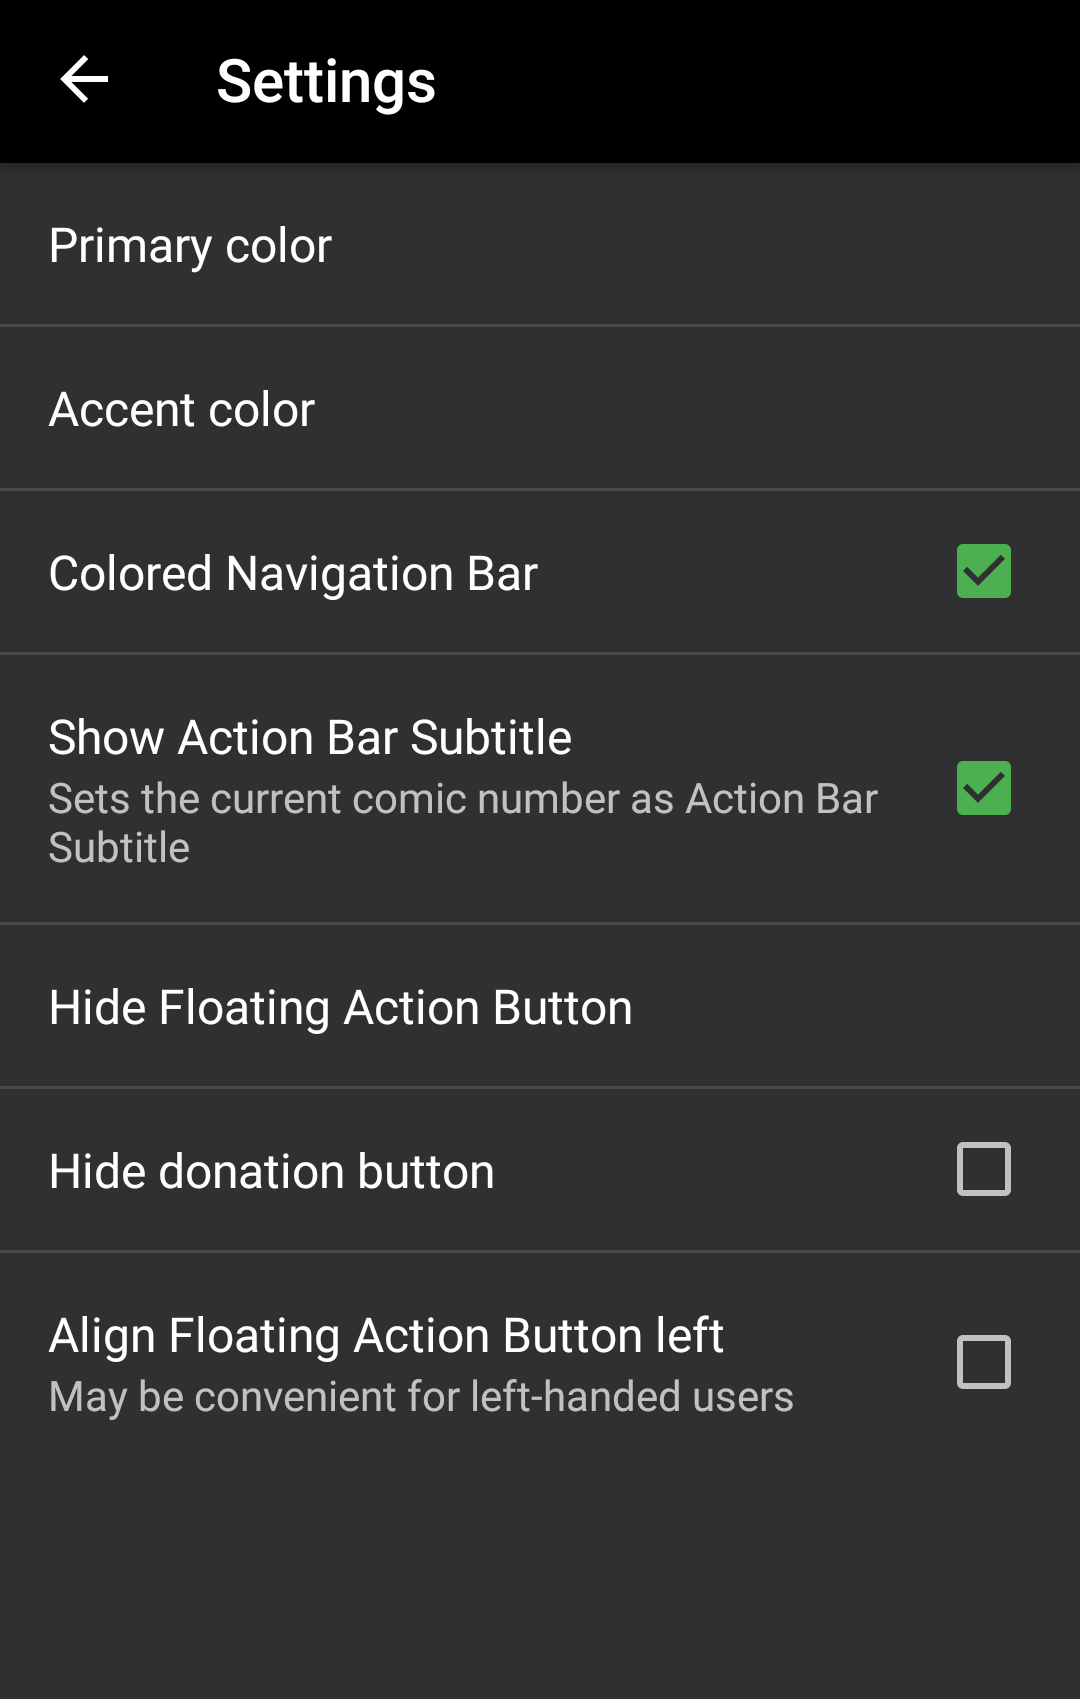 Settings
Primary color
Accent color
Colored Navigation Bar
Show Action Bar Subtitle
Sets the current comic number as Action Bar
Subtitle
Hide Floating Action Button
Hide donation button
Align Floating Action Button left
May be convenient for left-handed users